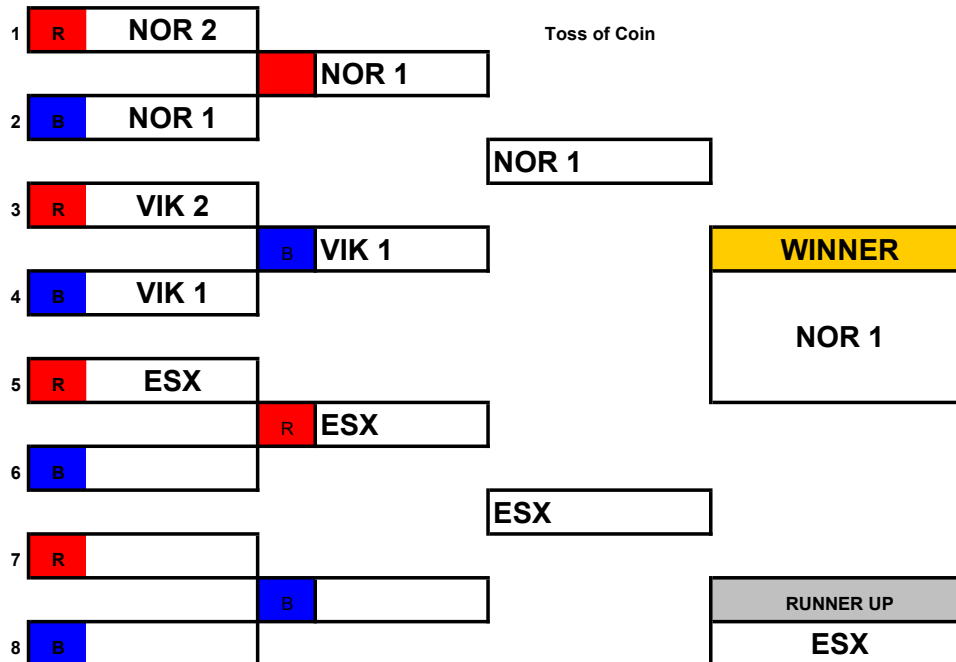 1 R NOR 2 Toss of Coin
NOR 1
2 B NOR 1
NOR 1
3 R VIK 2
B VIK 1 WINNER
4 B VIK 1
NOR 1
5 R ESX
R ESX
6 B
ESX
7 R
B RUNNER UP
8 B ESX